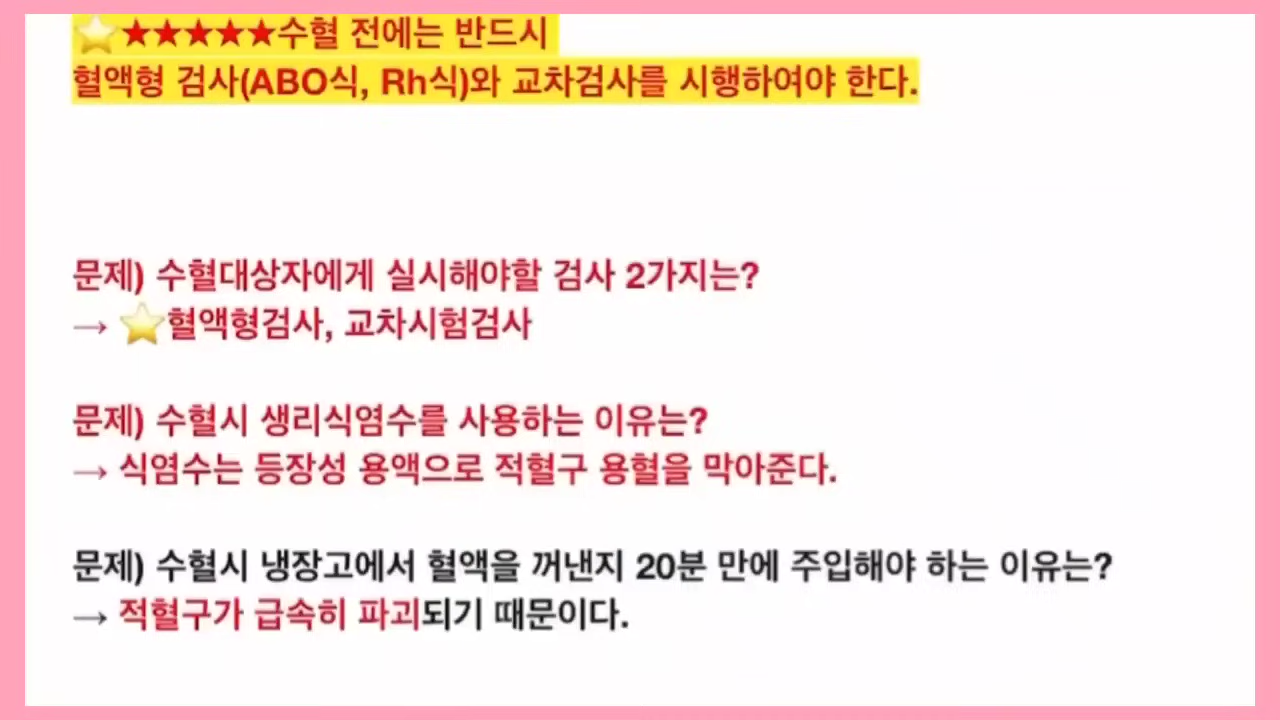 ⭐★★★★★수혈 전에는 반드시
혈액형 검사(ABO식, Rh식)와 교차검사를 시행하여야 한다.
문제) 수혈대상자에게 실시해야할 검사 2가지는?
→ ⭐혈액형검사, 교차시험검사
문제) 수혈시 생리식염수를 사용하는 이유는?
→ 식염수는 등장성 용액으로 적혈구 용혈을 막아준다.
문제) 수혈시 냉장고에서 혈액을 꺼낸지 20분 만에 주입해야 하는 이유는?
→ 적혈구가 급속히 파괴되기 때문이다.